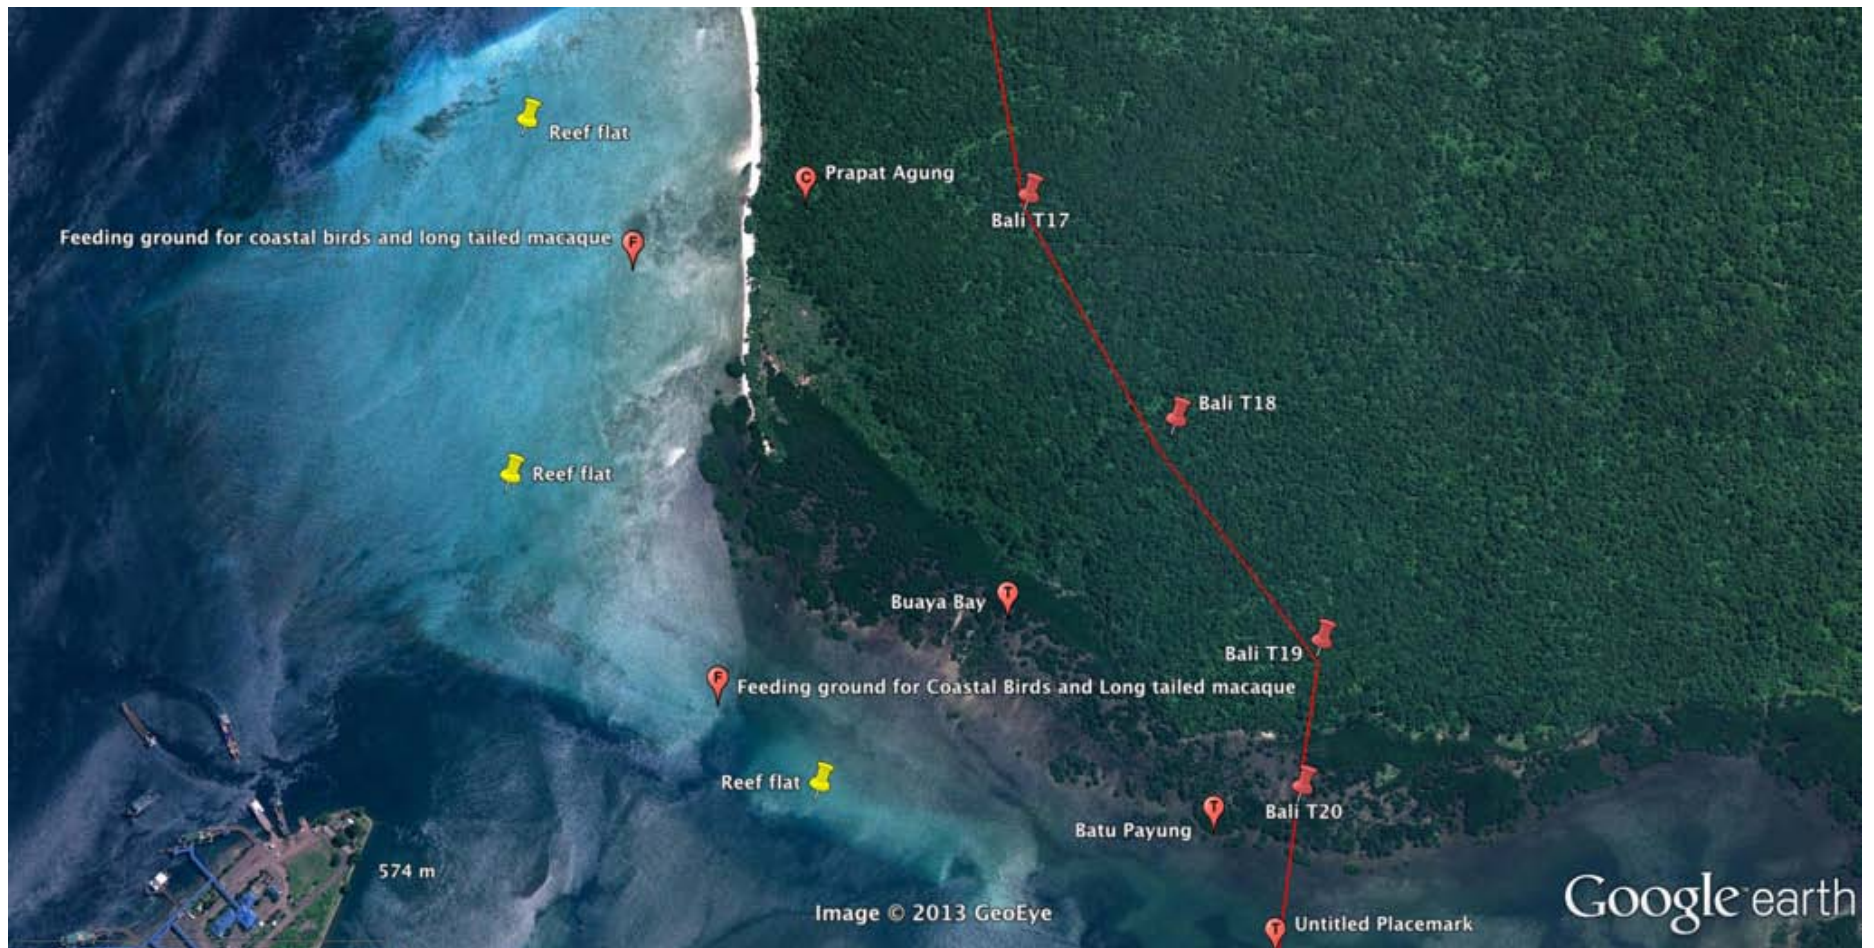 Reef flat
Prapat Agung
C
Bali T17
Feeding ground for coastal birds and long tailed macaque
F
Bali T18
Reef flat
Buaya Bay
T
Bali T19
F
Feeding ground for Coastal Birds and Long tailed macaque
Reef flat
T
Bali T20
Batu Payung
574 m
Image © 2013 GeoEye
Google earth
T
Untitled Placemark